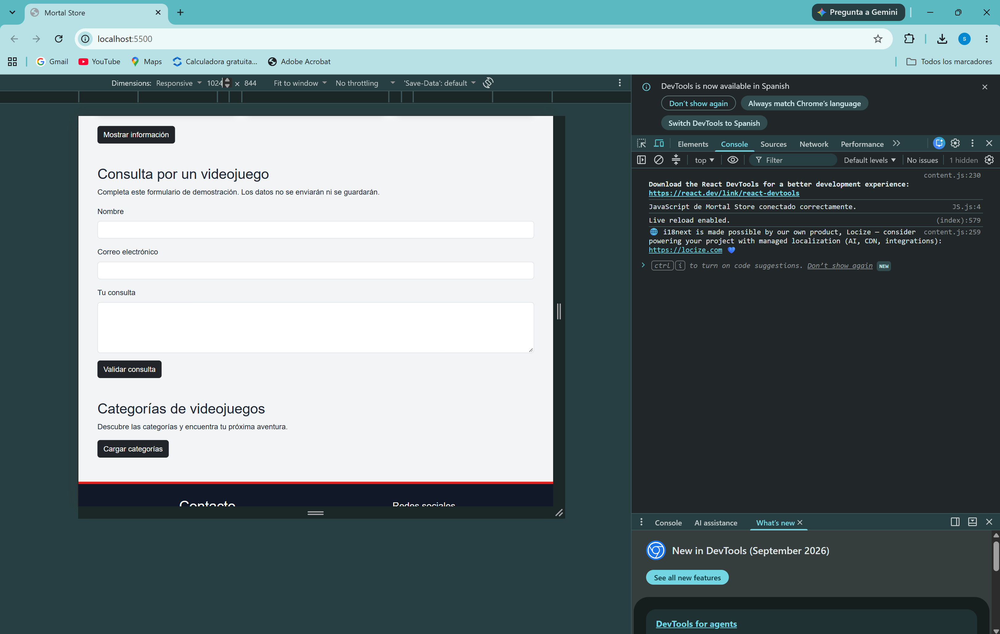 Mortal Store
Pregunta a Gemini
localhost:5500
S
Gmail
YouTube
Maps
Calculadora gratuita...
Adobe Acrobat
Todos los marcadores
Dimensions: Responsive 1024 × 844 Fit to window No throttling 'Save-Data': default
Mostrar información
Consulta por un videojuego
Completa este formulario de demostración. Los datos no se enviarán ni se guardarán.
Nombre
Correo electrónico
Tu consulta
Validar consulta
Categorías de videojuegos
Descubre las categorías y encuentra tu próxima aventura.
Cargar categorías
Contacto
Redes sociales
DevTools is now available in Spanish
Don't show again
Always match Chrome's language
Switch DevTools to Spanish
Elements Console Sources Network Performance
top Filter Default levels No issues 1 hidden
content.js:230
Download the React DevTools for a better development experience:
https://react.dev/link/react-devtools
JavaScript de Mortal Store conectado correctamente. JS.js:4
Live reload enabled. (index):579
🌐 i18next is made possible by our own product, Locize — consider content.js:259
powering your project with managed localization (AI, CDN, integrations):
https://locize.com 💙
ctrl i to turn on code suggestions. Don't show again NEW
Console AI assistance What's new
New in DevTools (September 2026)
See all new features
DevTools for agents